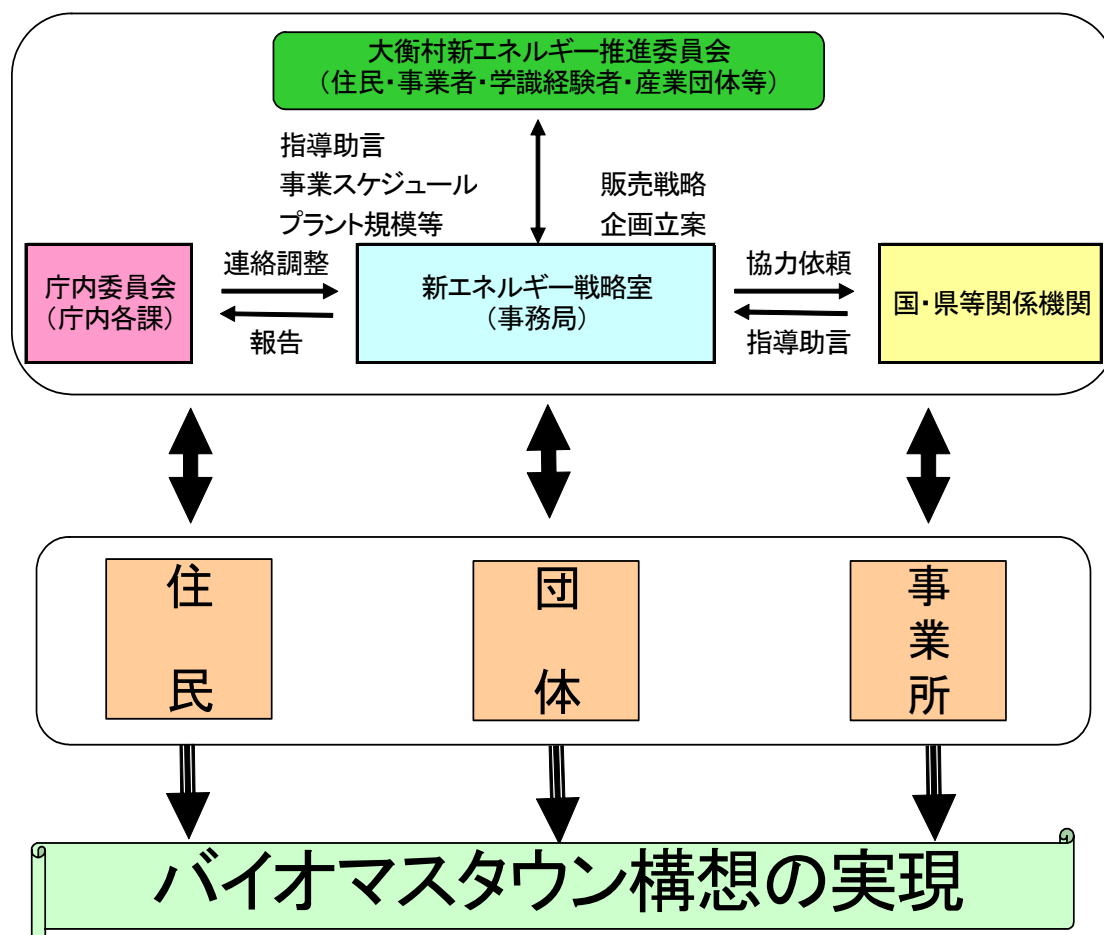 大衡村新エネルギー推進委員会
（住民・事業者・学識経験者・産業団体等）
指導助言
事業スケジュール
プラント規模等
販売戦略
企画立案
庁内委員会
（庁内各課）
連絡調整
報告
新エネルギー戦略室
（事務局）
協力依頼
指導助言
国・県等関係機関
住民
団体
事業所
バイオマスタウン構想の実現